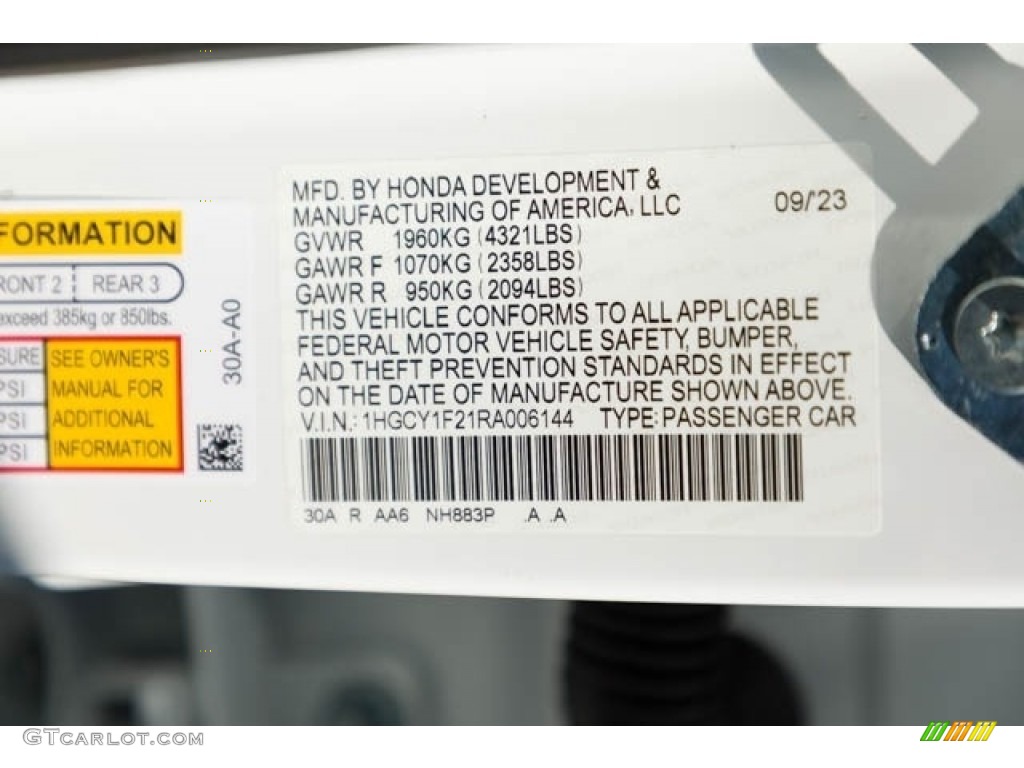 FORMATION
RONT 2 REAR 3
exceed 385kg or 850lbs.
SURE
PSI
PSI
PSI
SEE OWNER'S
MANUAL FOR
ADDITIONAL
INFORMATION
30A-A0
MFD. BY HONDA DEVELOPMENT &
MANUFACTURING OF AMERICA, LLC 09/'23
GVWR 1960KG (4321LBS)
GAWR F 1070KG (2358LBS)
GAWR R 950KG (2094LBS)
THIS VEHICLE CONFORMS TO ALL APPLICABLE
FEDERAL MOTOR VEHICLE SAFETY, BUMPER,
AND THEFT PREVENTION STANDARDS IN EFFECT
ON THE DATE OF MANUFACTURE SHOWN ABOVE.
V.I.N.: 1HGCY1F21RA006144 TYPE: PASSENGER CAR
30A R AA6 NH883P .A .A
GTcarlot.com